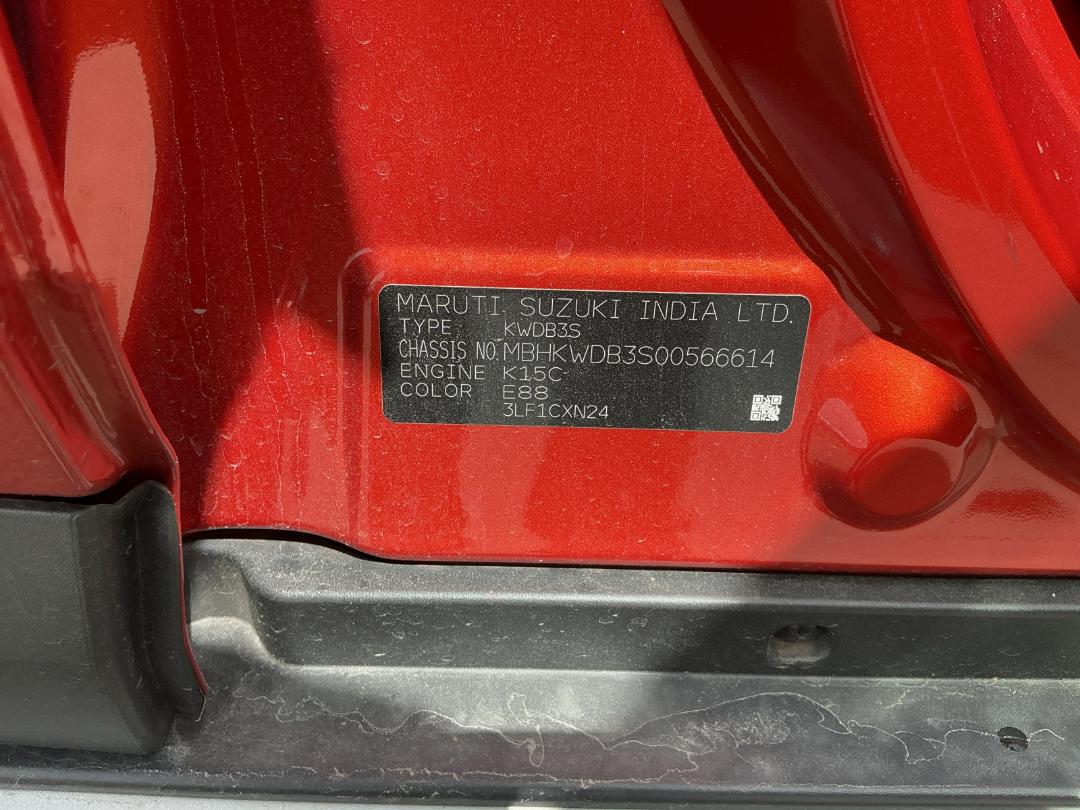 MARUTI SUZUKI INDIA LTD.
TYPE KWDB3S
CHASSIS NO. MBHKWDB3S00566614
ENGINE K15C
COLOR E88
3LF1CXN24